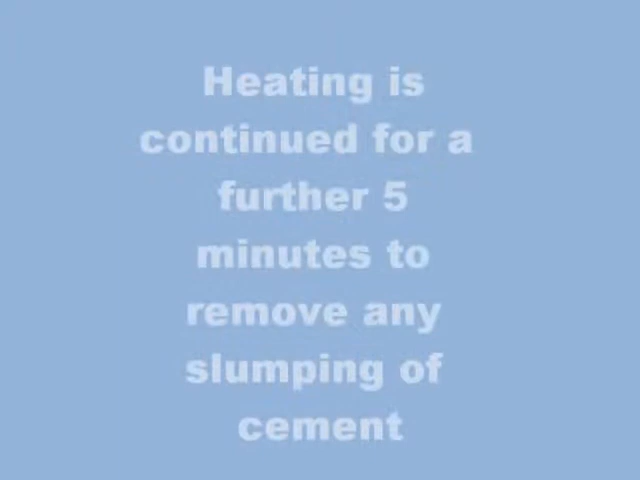 Heating is
continued for a
further 5
minutes to
remove any
slumping of
cement